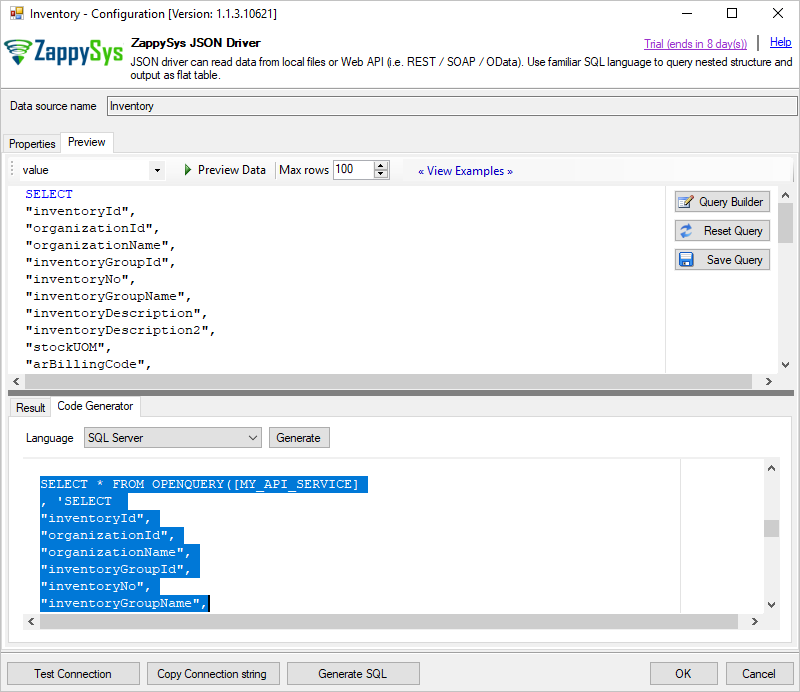 Inventory - Configuration [Version: 1.1.3.10621]
ZappySys
ZappySys JSON Driver
Trial (ends in 8 day(s))
Help
JSON driver can read data from local files or Web API (i.e. REST / SOAP / OData). Use familiar SQL language to query nested structure and
output as flat table.
Data source name
Inventory
Properties
Preview
value
Preview Data
Max rows
100
« View Examples »
SELECT
"inventoryId",
"organizationId",
"organizationName",
"inventoryGroupId",
"inventoryNo",
"inventoryGroupName",
"inventoryDescription",
"inventoryDescription2",
"stockUOM",
"arBillingCode",
Query Builder
Reset Query
Save Query
Result
Code Generator
Language
SQL Server
Generate
SELECT * FROM OPENQUERY([MY_API_SERVICE]
, 'SELECT
"inventoryId",
"organizationId",
"organizationName",
"inventoryGroupId",
"inventoryNo",
"inventoryGroupName",
Test Connection
Copy Connection string
Generate SQL
OK
Cancel